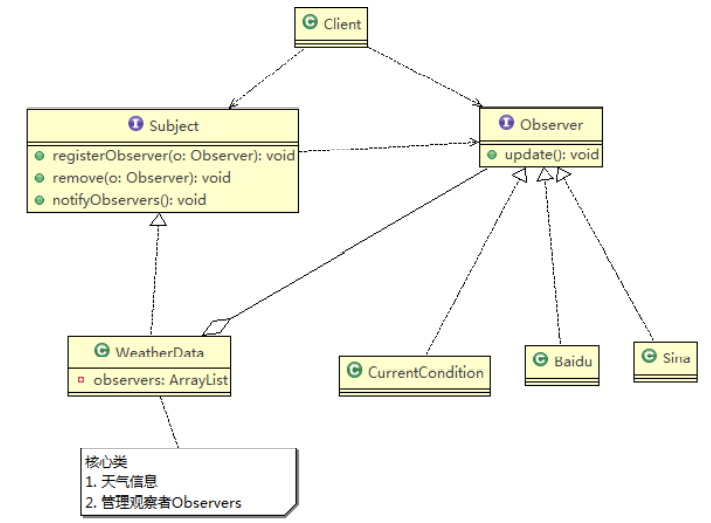 Client
Subject
registerObserver(o: Observer): void
remove(o: Observer): void
notifyObservers(): void
Observer
update(): void
WeatherData
observers: ArrayList
CurrentCondition
Baidu
Sina
核心类
1. 天气信息
2. 管理观察者Observers